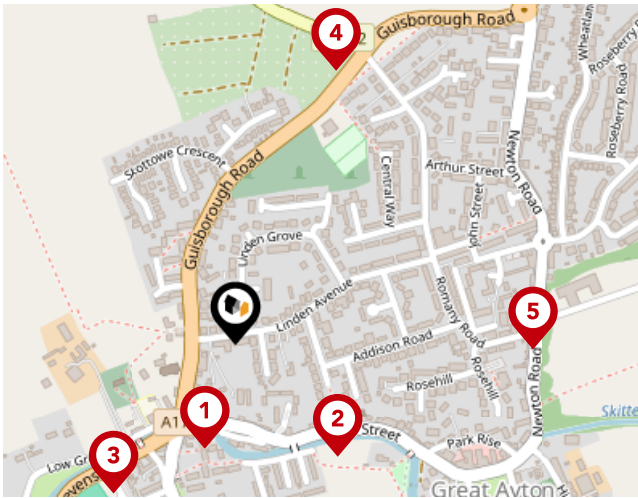 4
Guisborough Road
Wheatlan
Roseberry
Roseberry Road
Newton Road
Skottowe Crescent
Arthur Street
Central Way
John Street
Guisborough Road
Linden Grove
Linden Avenue
Romany Road
5
Addison Road
Rosehill
Rosehill
Newton Road
1
2
A17
Street
Skitte
Park Rise
3
Low Gr
evens
Great Ayton